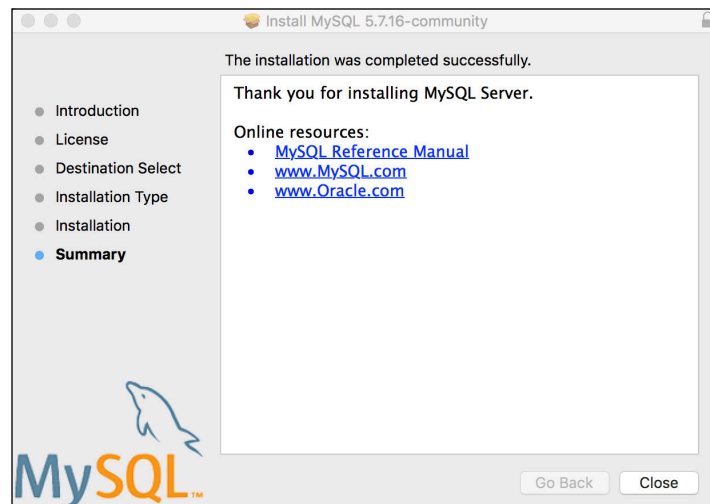 Install MySQL 5.7.16-community
The installation was completed successfully.
Introduction
License
Destination Select
Installation Type
Installation
Summary
Thank you for installing MySQL Server.
Online resources:
• MySQL Reference Manual
• www.MySQL.com
• www.Oracle.com
MySQL™
Go Back
Close